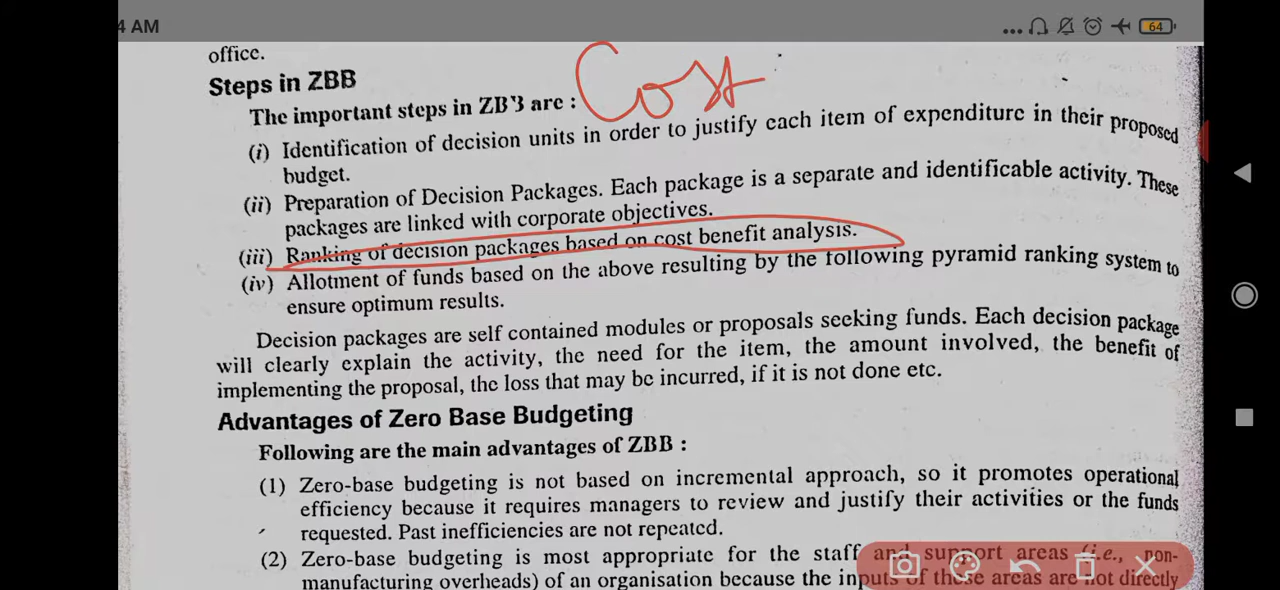 4 AM
64
office.
Cost
Steps in ZBB
The important steps in ZBB are :
(i) Identification of decision units in order to justify each item of expenditure in their proposed
budget.
(ii) Preparation of Decision Packages. Each package is a separate and identifiable activity. These
packages are linked with corporate objectives.
(iii) Ranking of decision packages based on cost benefit analysis.
(iv) Allotment of funds based on the above resulting by the following pyramid ranking system to
ensure optimum results.
Decision packages are self contained modules or proposals seeking funds. Each decision package
will clearly explain the activity, the need for the item, the amount involved, the benefit of
implementing the proposal, the loss that may be incurred, if it is not done etc.
Advantages of Zero Base Budgeting
Following are the main advantages of ZBB :
(1) Zero-base budgeting is not based on incremental approach, so it promotes operational
efficiency because it requires managers to review and justify their activities or the funds
requested. Past inefficiencies are not repeated.
(2) Zero-base budgeting is most appropriate for the staff and support areas (i.e., non-
manufacturing overheads) of an organisation because the inputs of these areas are not directly